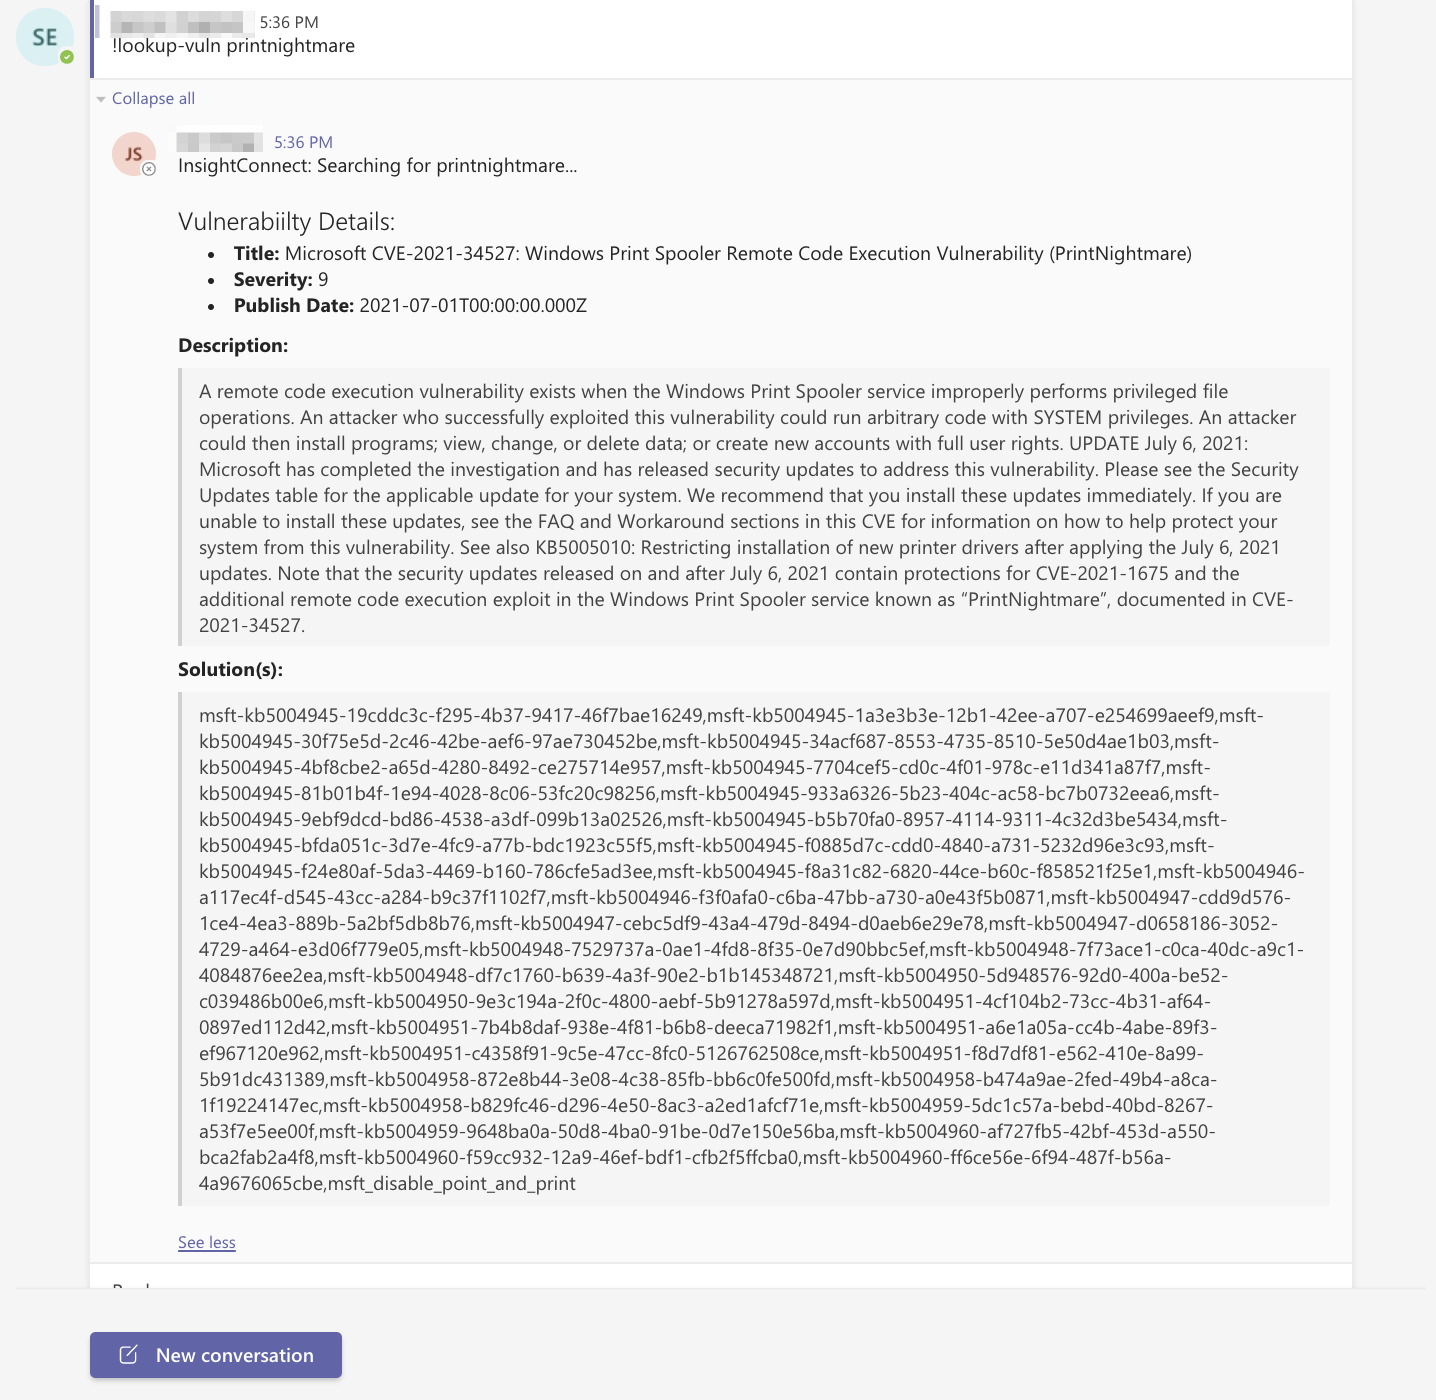 SE
5:36 PM
!lookup-vuln printnightmare
Collapse all
JS
5:36 PM
InsightConnect: Searching for printnightmare...
Vulnerabiilty Details:
• Title: Microsoft CVE-2021-34527: Windows Print Spooler Remote Code Execution Vulnerability (PrintNightmare)
• Severity: 9
• Publish Date: 2021-07-01T00:00:00.000Z
Description:
A remote code execution vulnerability exists when the Windows Print Spooler service improperly performs privileged file
operations. An attacker who successfully exploited this vulnerability could run arbitrary code with SYSTEM privileges. An attacker
could then install programs; view, change, or delete data; or create new accounts with full user rights. UPDATE July 6, 2021:
Microsoft has completed the investigation and has released security updates to address this vulnerability. Please see the Security
Updates table for the applicable update for your system. We recommend that you install these updates immediately. If you are
unable to install these updates, see the FAQ and Workaround sections in this CVE for information on how to help protect your
system from this vulnerability. See also KB5005010: Restricting installation of new printer drivers after applying the July 6, 2021
updates. Note that the security updates released on and after July 6, 2021 contain protections for CVE-2021-1675 and the
additional remote code execution exploit in the Windows Print Spooler service known as “PrintNightmare”, documented in CVE-
2021-34527.
Solution(s):
msft-kb5004945-19cddc3c-f295-4b37-9417-46f7bae16249,msft-kb5004945-1a3e3b3e-12b1-42ee-a707-e254699aeef9,msft-
kb5004945-30f75e5d-2c46-42be-aef6-97ae730452be,msft-kb5004945-34acf687-8553-4735-8510-5e50d4ae1b03,msft-
kb5004945-4bf8cbe2-a65d-4280-8492-ce275714e957,msft-kb5004945-7704cef5-cd0c-4f01-978c-e11d341a87f7,msft-
kb5004945-81b01b4f-1e94-4028-8c06-53fc20c98256,msft-kb5004945-933a6326-5b23-404c-ac58-bc7b0732eea6,msft-
kb5004945-9ebf9dcd-bd86-4538-a3df-099b13a02526,msft-kb5004945-b5b70fa0-8957-4114-9311-4c32d3be5434,msft-
kb5004945-bfda051c-3d7e-4fc9-a77b-bdc1923c55f5,msft-kb5004945-f0885d7c-cdd0-4840-a731-5232d96e3c93,msft-
kb5004945-f24e80af-5da3-4469-b160-786cfe5ad3ee,msft-kb5004945-f8a31c82-6820-44ce-b60c-f858521f25e1,msft-kb5004946-
a117ec4f-d545-43cc-a284-b9c37f1102f7,msft-kb5004946-f3f0afa0-c6ba-47bb-a730-a0e43f5b0871,msft-kb5004947-cdd9d576-
1ce4-4ea3-889b-5a2bf5db8b76,msft-kb5004947-cebc5df9-43a4-479d-8494-d0aeb6e29e78,msft-kb5004947-d0658186-3052-
4729-a464-e3d06f779e05,msft-kb5004948-7529737a-0ae1-4fd8-8f35-0e7d90bbc5ef,msft-kb5004948-7f73ace1-c0ca-40dc-a9c1-
4084876ee2ea,msft-kb5004948-df7c1760-b639-4a3f-90e2-b1b145348721,msft-kb5004950-5d948576-92d0-400a-be52-
c039486b00e6,msft-kb5004950-9e3c194a-2f0c-4800-aebf-5b91278a597d,msft-kb5004951-4cf104b2-73cc-4b31-af64-
0897ed112d42,msft-kb5004951-7b4b8daf-938e-4f81-b6b8-deeca71982f1,msft-kb5004951-a6e1a05a-cc4b-4abe-89f3-
ef967120e962,msft-kb5004951-c4358f91-9c5e-47cc-8fc0-5126762508ce,msft-kb5004951-f8d7df81-e562-410e-8a99-
5b91dc431389,msft-kb5004958-872e8b44-3e08-4c38-85fb-bb6c0fe500fd,msft-kb5004958-b474a9ae-2fed-49b4-a8ca-
1f19224147ec,msft-kb5004958-b829fc46-d296-4e50-8ac3-a2ed1afcf71e,msft-kb5004959-5dc1c57a-bebd-40bd-8267-
a53f7e5ee00f,msft-kb5004959-9648ba0a-50d8-4ba0-91be-0d7e150e56ba,msft-kb5004960-af727fb5-42bf-453d-a550-
bca2fab2a4f8,msft-kb5004960-f59cc932-12a9-46ef-bdf1-cfb2f5ffcba0,msft-kb5004960-ff6ce56e-6f94-487f-b56a-
4a9676065cbe,msft_disable_point_and_print
See less
New conversation